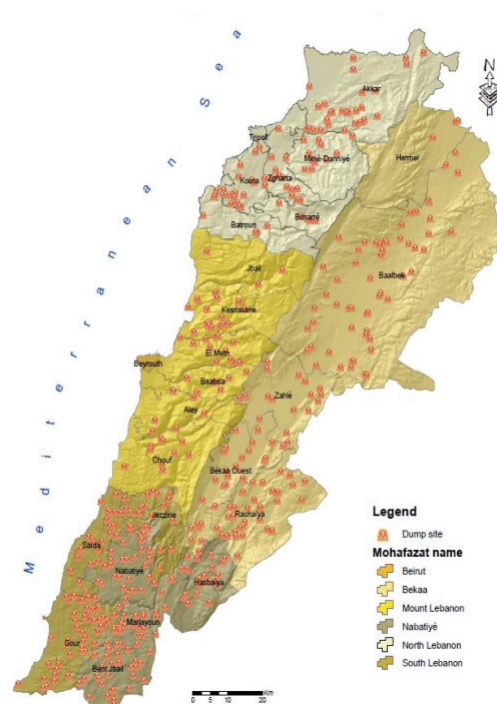 Mediterranean Sea
N
Akkar
Tripoli
Minié-Danniyé
Hermel
Koura
Zgharta
Bcharré
Batroun
Jbail
Baalbek
Kesrouane
El Metn
Beyrouth
Baabda
Zahlé
Aley
Chouf
Békaa Ouest
Jezzine
Rachaiya
Saida
Nabatiyé
Hasbaiya
Marjayoun
Sour
Bent Jbail
Legend
Dump site
Mohafazat name
Beirut
Bekaa
Mount Lebanon
Nabatiyé
North Lebanon
South Lebanon
0 5 10 20 Km